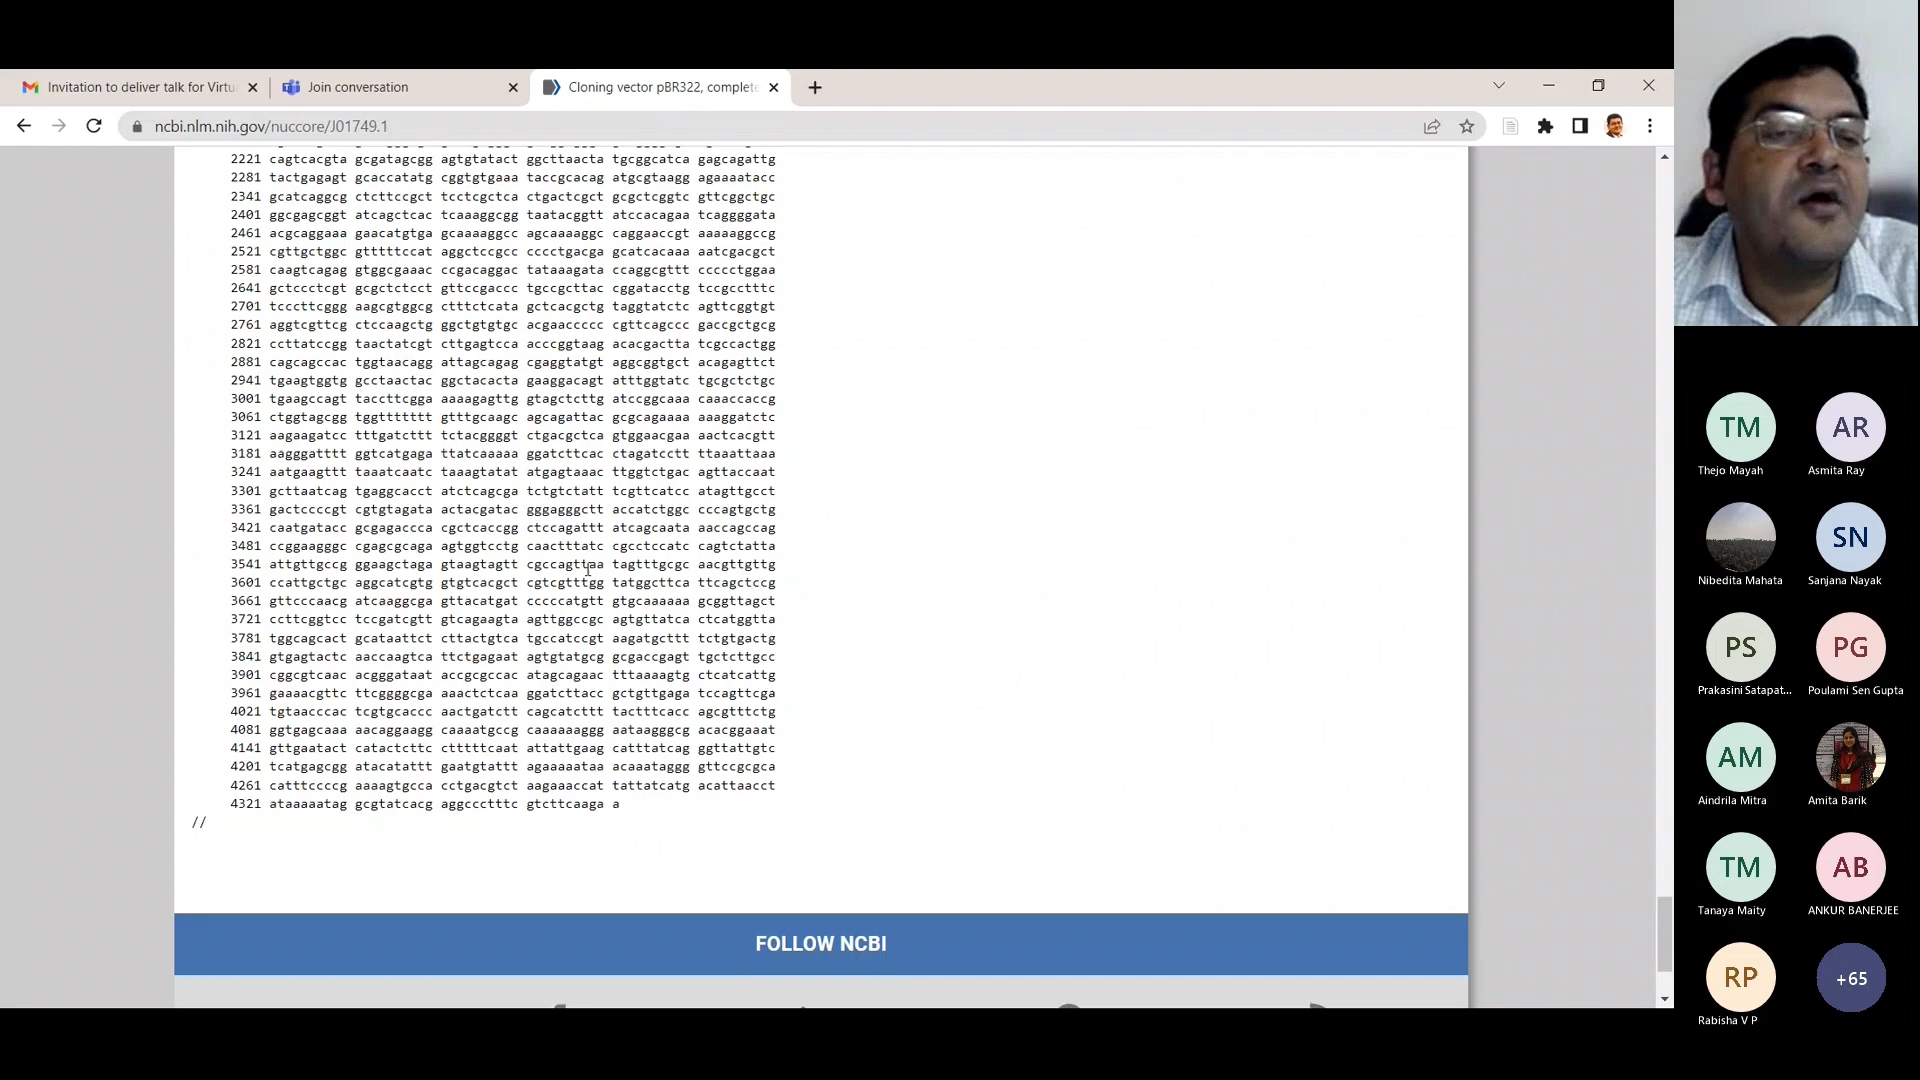 Invitation to deliver talk for Virtu
Join conversation
Cloning vector pBR322, complete
ncbi.nlm.nih.gov/nuccore/J01749.1
2221 cagtcacgta gcgatagcgg agtgtatact ggcttaacta tgcggcatca gagcagattg
2281 tactgagagt gcaccatatg cggtgtgaaa taccgcacag atgcgtaagg agaaaatacc
2341 gcatcaggcg ctcttccgct tcctcgctca ctgactcgct gcgctcggtc gttcggctgc
2401 ggcgagcggt atcagctcac tcaaaggcgg taatacggtt atccacagaa tcaggggata
2461 acgcaggaaa gaacatgtga gcaaaaggcc agcaaaaggc caggaaccgt aaaaaggccg
2521 cgttgctggc gtttttccat aggctccgcc cccctgacga gcatcacaaa aatcgacgct
2581 caagtcagag gtggcgaaac ccgacaggac tataaagata ccaggcgttt ccccctggaa
2641 gctccctcgt gcgctctcct gttccgaccc tgccgcttac cggatacctg tccgcctttc
2701 tcccttcggg aagcgtggcg ctttctcata gctcacgctg taggtatctc agttcggtgt
2761 aggtcgttcg ctccaagctg ggctgtgtgc acgaaccccc cgttcagccc gaccgctgcg
2821 ccttatccgg taactatcgt cttgagtcca acccggtaag acacgactta tcgccactgg
2881 cagcagccac tggtaacagg attagcagag cgaggtatgt aggcggtgct acagagttct
2941 tgaagtggtg gcctaactac ggctacacta gaaggacagt atttggtatc tgcgctctgc
3001 tgaagccagt taccttcgga aaaagagttg gtagctcttg atccggcaaa caaaccaccg
3061 ctggtagcgg tggttttttt gtttgcaagc agcagattac gcgcagaaaa aaaggatctc
3121 aagaagatcc tttgatcttt tctacggggt ctgacgctca gtggaacgaa aactcacgtt
3181 aagggatttt ggtcatgaga ttatcaaaaa ggatcttcac ctagatcctt ttaaattaaa
3241 aatgaagttt taaatcaatc taaagtatat atgagtaaac ttggtctgac agttaccaat
3301 gcttaatcag tgaggcacct atctcagcga tctgtctatt tcgttcatcc atagttgcct
3361 gactccccgt cgtgtagata actacgatac gggagggctt accatctggc cccagtgctg
3421 caatgatacc gcgagaccca cgctcaccgg ctccagattt atcagcaata aaccagccag
3481 ccggaagggc cgagcgcaga agtggtcctg caactttatc cgcctccatc cagtctatta
3541 attgttgccg ggaagctaga gtaagtagtt cgccagttaa tagtttgcgc aacgttgttg
3601 ccattgctgc aggcatcgtg gtgtcacgct cgtcgtttgg tatggcttca ttcagctccg
3661 gttcccaacg atcaaggcga gttacatgat cccccatgtt gtgcaaaaaa gcggttagct
3721 ccttcggtcc tccgatcgtt gtcagaagta agttggccgc agtgttatca ctcatggtta
3781 tggcagcact gcataattct cttactgtca tgccatccgt aagatgcttt tctgtgactg
3841 gtgagtactc aaccaagtca ttctgagaat agtgtatgcg gcgaccgagt tgctcttgcc
3901 cggcgtcaac acgggataat accgcgccac atagcagaac tttaaaagtg ctcatcattg
3961 gaaaacgttc ttcggggcga aaactctcaa ggatcttacc gctgttgaga tccagttcga
4021 tgtaacccac tcgtgcaccc aactgatctt cagcatcttt tactttcacc agcgtttctg
4081 ggtgagcaaa aacaggaagg caaaatgccg caaaaaaggg aataagggcg acacggaaat
4141 gttgaatact catactcttc ctttttcaat attattgaag catttatcag ggttattgtc
4201 tcatgagcgg atacatattt gaatgtattt agaaaaataa acaaataggg gttccgcgca
4261 catttccccg aaaagtgcca cctgacgtct aagaaaccat tattatcatg acattaacct
4321 ataaaaatag gcgtatcacg aggccctttc gtcttcaaga a
//
FOLLOW NCBI
TM AR
Thejo Mayah Asmita Ray
SN
Nibedita Mahata Sanjana Nayak
PS PG
Prakasini Satapat... Poulami Sen Gupta
AM
Aindrila Mitra Amita Barik
TM AB
Tanaya Maity ANKUR BANERJEE
RP +65
Rabisha V P